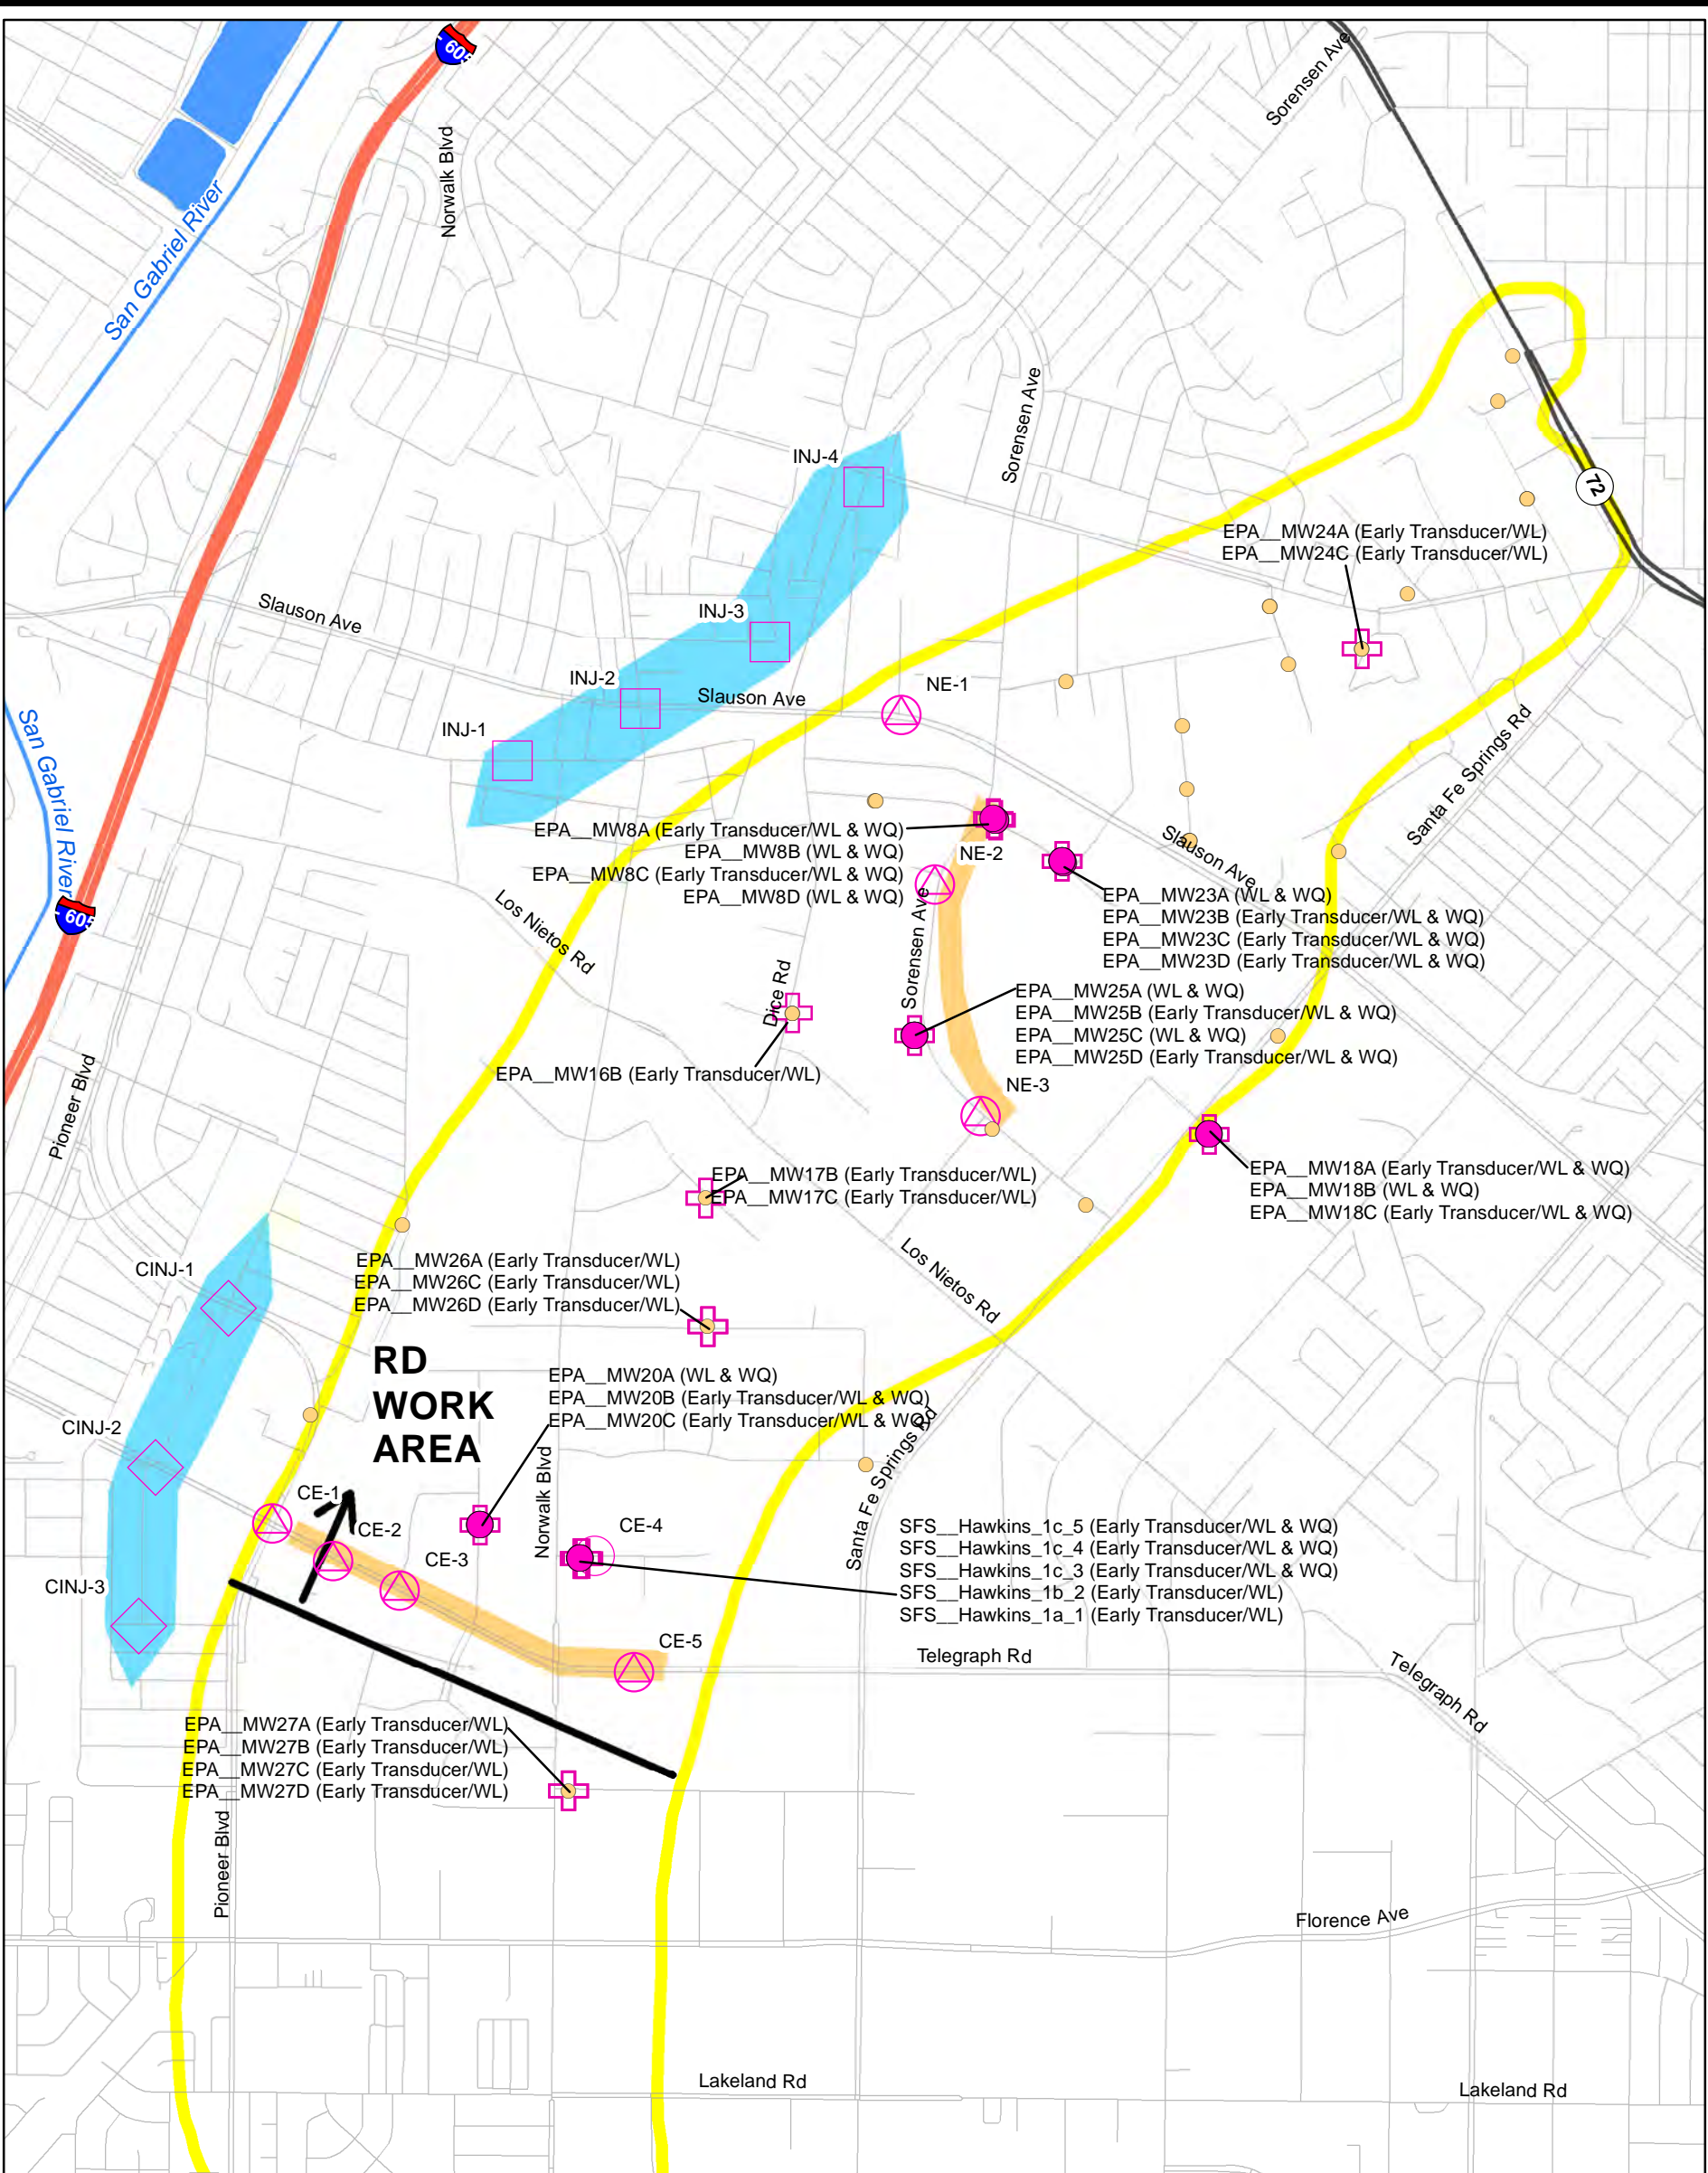 605
Sorensen Ave
Norwalk Blvd
San Gabriel River
Sorensen Ave
INJ-4
72
EPA__MW24A (Early Transducer/WL)
EPA__MW24C (Early Transducer/WL)
Slauson Ave
INJ-3
INJ-2
Slauson Ave
NE-1
INJ-1
San Gabriel River
Santa Fe Springs Rd
EPA__MW8A (Early Transducer/WL & WQ)
EPA__MW8B (WL & WQ)
EPA__MW8C (Early Transducer/WL & WQ)
EPA__MW8D (WL & WQ)
NE-2
Slauson Ave
605
Los Nietos Rd
Sorensen Ave
EPA__MW23A (WL & WQ)
EPA__MW23B (Early Transducer/WL & WQ)
EPA__MW23C (Early Transducer/WL & WQ)
EPA__MW23D (Early Transducer/WL & WQ)
Dice Rd
EPA__MW25A (WL & WQ)
EPA__MW25B (Early Transducer/WL & WQ)
EPA__MW25C (WL & WQ)
EPA__MW25D (Early Transducer/WL & WQ)
EPA__MW16B (Early Transducer/WL)
NE-3
Pioneer Blvd
EPA__MW17B (Early Transducer/WL)
EPA__MW17C (Early Transducer/WL)
EPA__MW18A (Early Transducer/WL & WQ)
EPA__MW18B (WL & WQ)
EPA__MW18C (Early Transducer/WL & WQ)
Los Nietos Rd
CINJ-1
EPA__MW26A (Early Transducer/WL)
EPA__MW26C (Early Transducer/WL)
EPA__MW26D (Early Transducer/WL)
RD
WORK
AREA
EPA__MW20A (WL & WQ)
EPA__MW20B (Early Transducer/WL & WQ)
EPA__MW20C (Early Transducer/WL & WQ)
CINJ-2
Norwalk Blvd
Santa Fe Springs Rd
CE-1
CE-2
CE-3
CE-4
SFS__Hawkins_1c_5 (Early Transducer/WL & WQ)
SFS__Hawkins_1c_4 (Early Transducer/WL & WQ)
SFS__Hawkins_1c_3 (Early Transducer/WL & WQ)
SFS__Hawkins_1b_2 (Early Transducer/WL)
SFS__Hawkins_1a_1 (Early Transducer/WL)
CINJ-3
CE-5
Telegraph Rd
Telegraph Rd
EPA__MW27A (Early Transducer/WL)
EPA__MW27B (Early Transducer/WL)
EPA__MW27C (Early Transducer/WL)
EPA__MW27D (Early Transducer/WL)
Pioneer Blvd
Florence Ave
Lakeland Rd
Lakeland Rd